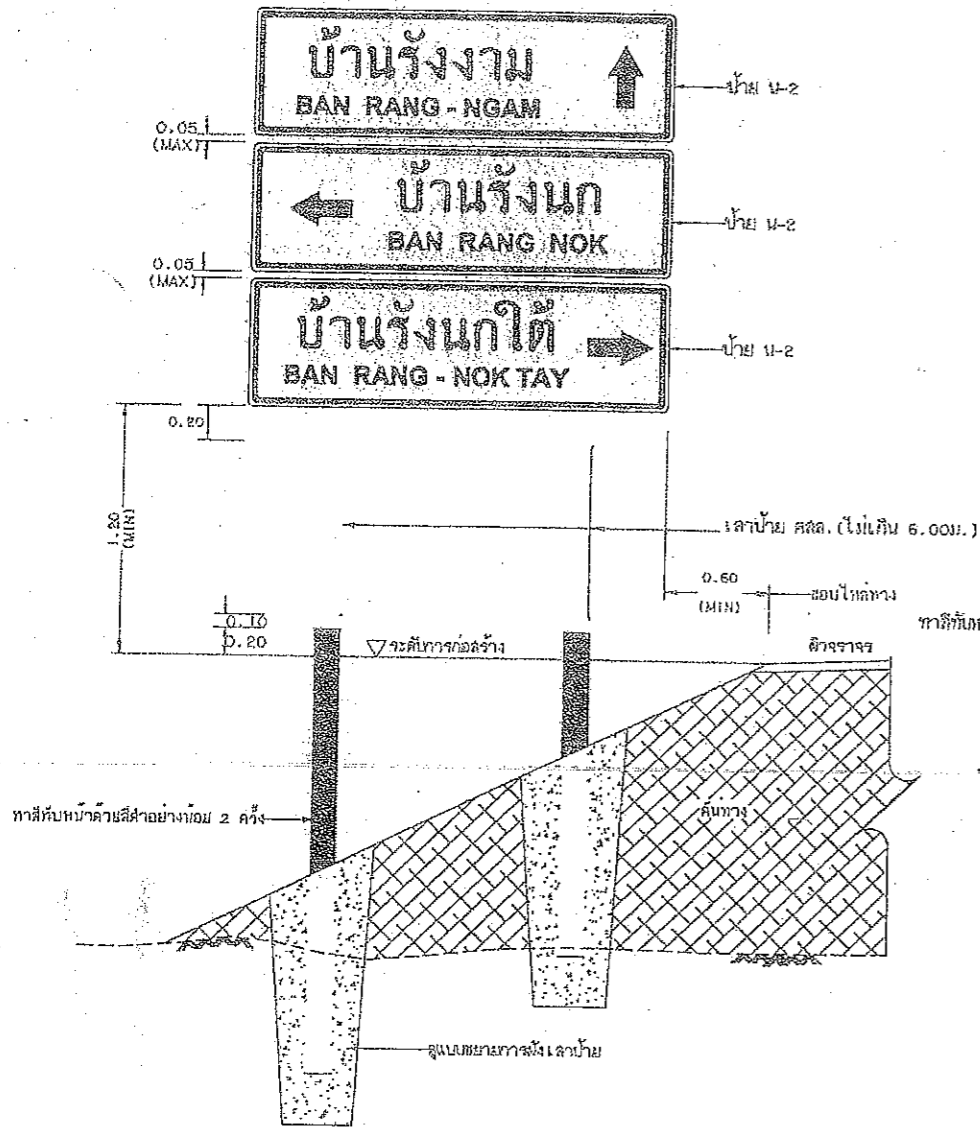 บ้านรังงาม
BAN RANG - NGAM
ป้าย น-2
0.05
(MAX)
บ้านรังนก
BAN RANG NOK
ป้าย น-2
0.05
(MAX)
บ้านรังนกใต้
BAN RANG - NOK TAY
ป้าย น-2
0.20
1.20
(MIN)
เสาป้าย คสล. (ไม่เกิน 6.00ม.)
0.60
(MIN)
ขอบไหล่ทาง
0.10
0.20
ระดับการก่อสร้าง
ผิวจราจร
ทาสีทับหน้าด้วยสีดำอย่างน้อย 2 ครั้ง
คันทาง
ดูแบบขยายการฝังเสาป้าย